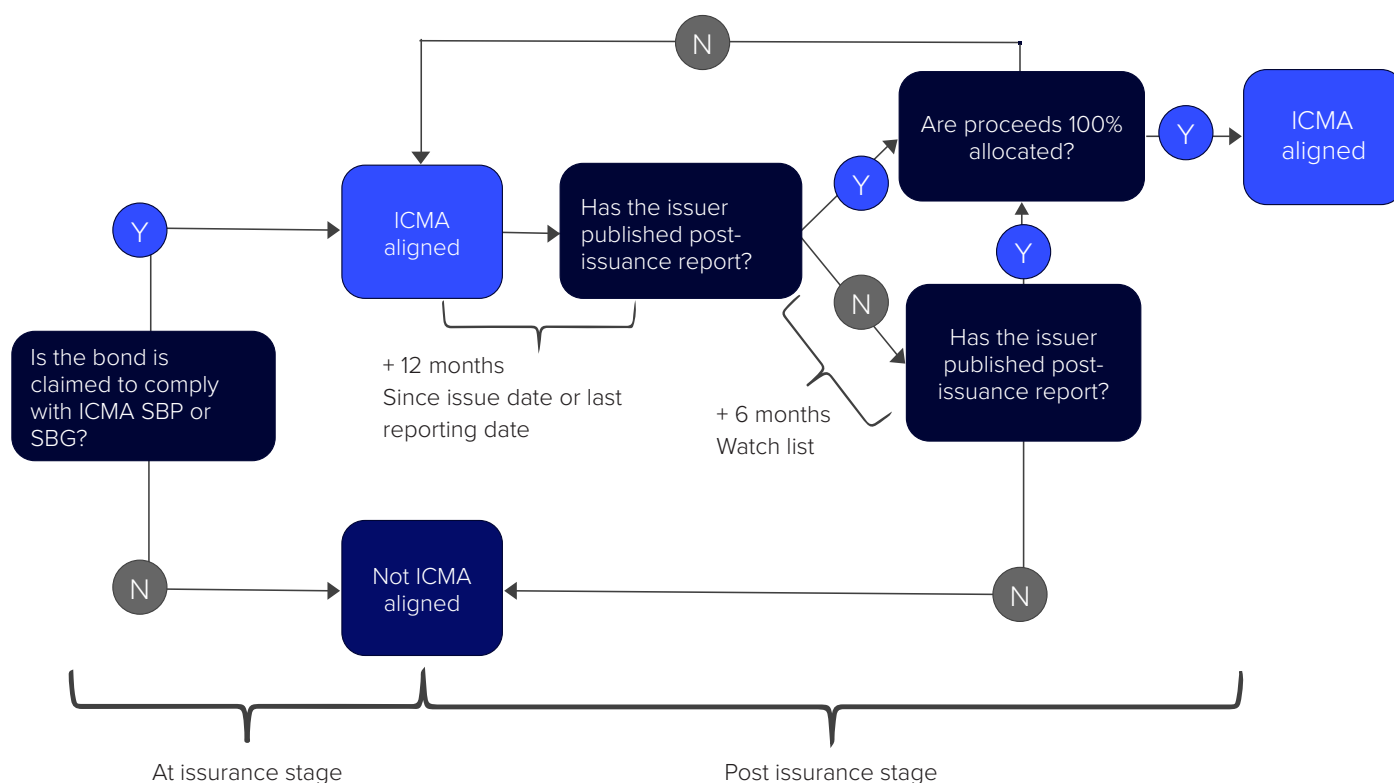 N
Are proceeds 100%
allocated?
Y
ICMA
aligned
Y
ICMA
aligned
Has the issuer
published post-
issuance report?
Y
Y
N
Is the bond is
claimed to comply
with ICMA SBP or
SBG?
+ 12 months
Since issue date or last
reporting date
Has the issuer
published post-
issuance report?
+ 6 months
Watch list
N
Not ICMA
aligned
N
At issurance stage
Post issurance stage